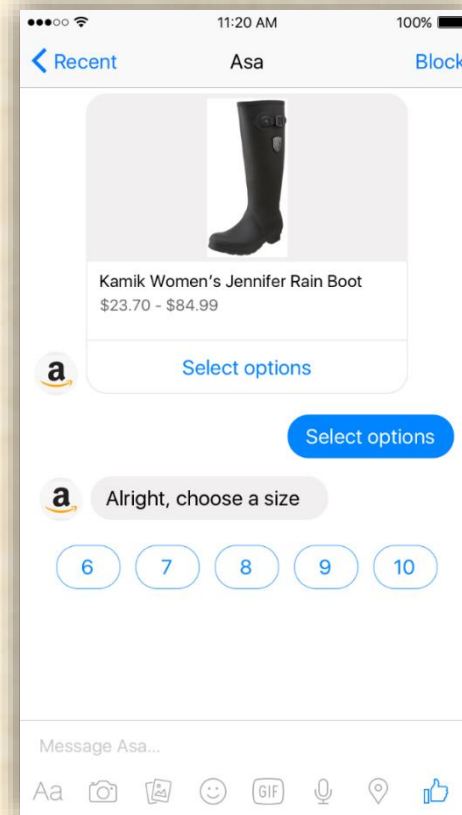 11:20 AM 100%
Recent Asa Block
Kamik Women's Jennifer Rain Boot
$23.70 - $84.99
Select options
a
Select options
a Alright, choose a size
6 7 8 9 10
Message Asa...
Aa GIF